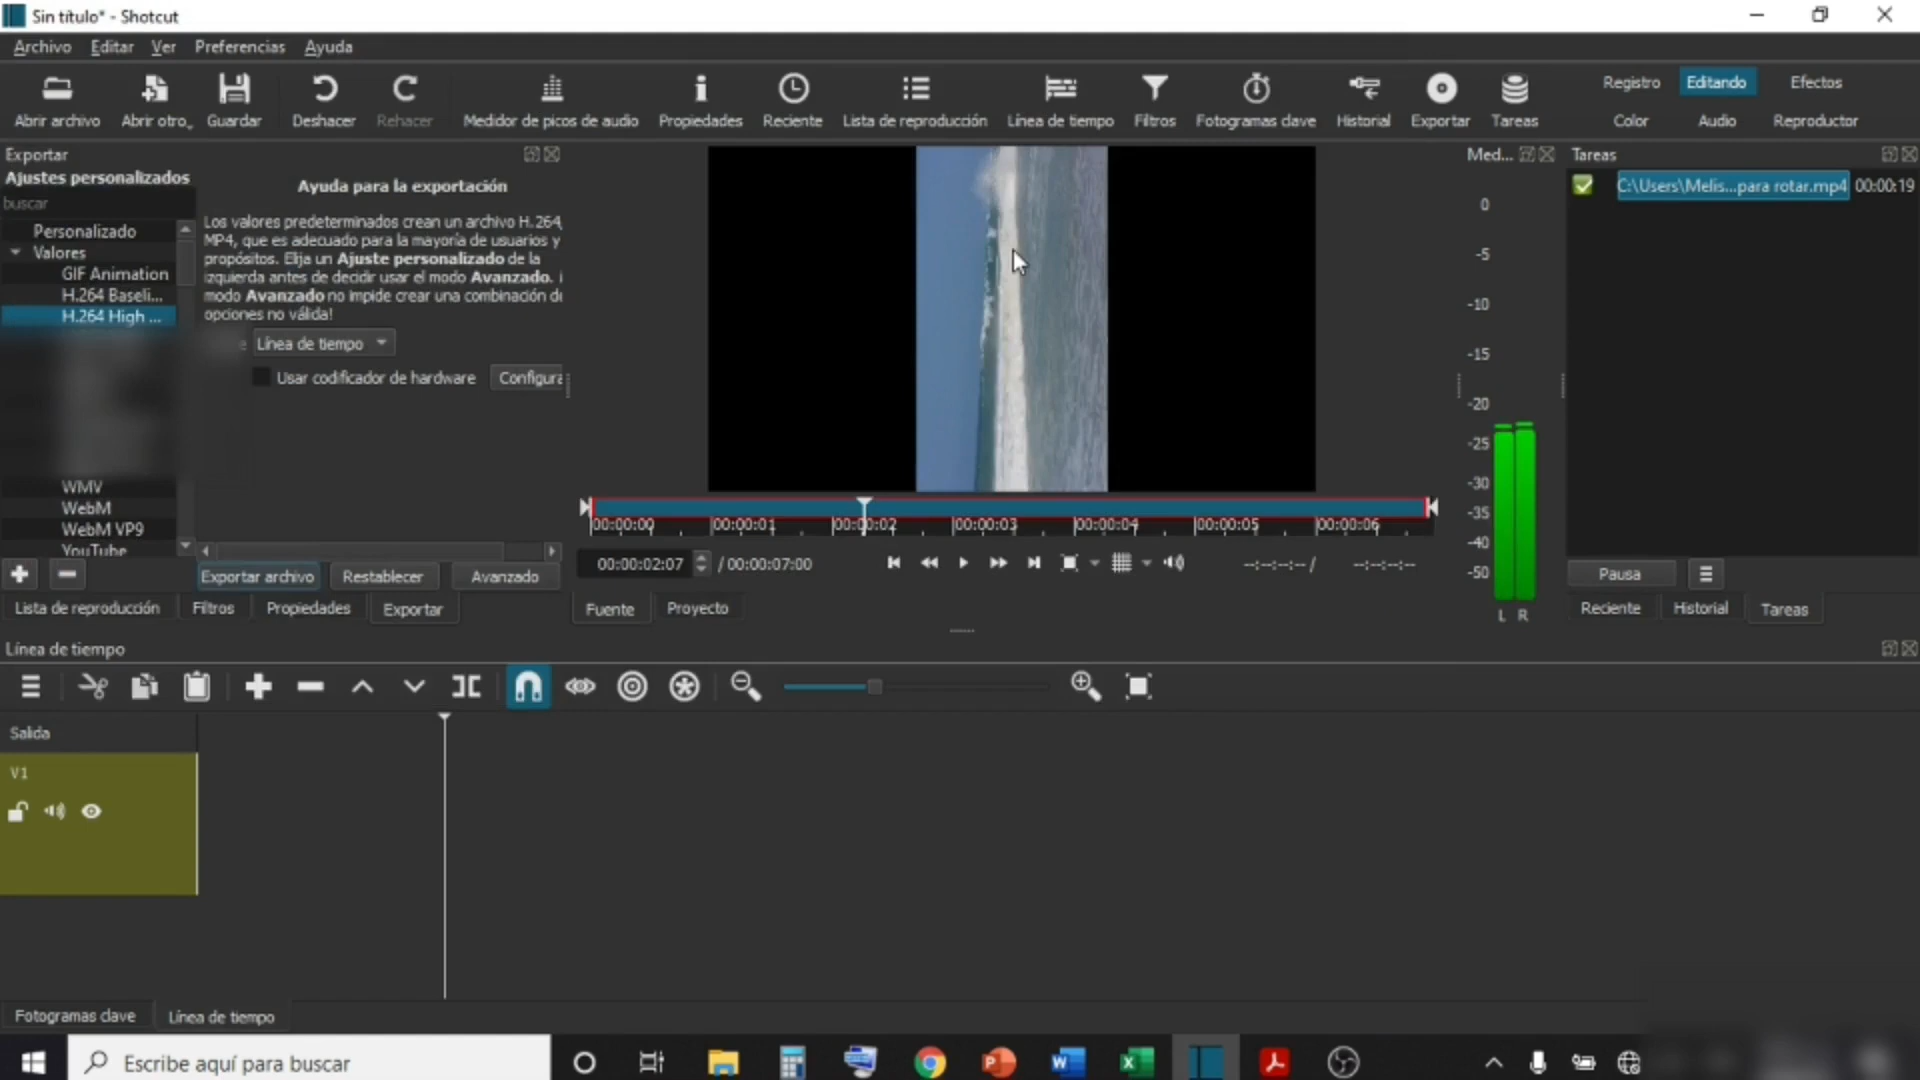 Sin título* - Shotcut
Archivo Editar Ver Preferencias Ayuda
Abrir archivo Abrir otro... Guardar Deshacer Rehacer Medidor de picos de audio Propiedades Reciente Lista de reproducción Línea de tiempo Filtros Fotogramas clave Historial Exportar Tareas
Registro Editando Efectos
Color Audio Reproductor
Exportar
Ajustes personalizados
buscar
Personalizado
Valores
GIF Animation
H.264 Baseli...
H.264 High ...
WMV
WebM
WebM VP9
YouTube
Ayuda para la exportación
Los valores predeterminados crean un archivo H.264,
MP4, que es adecuado para la mayoría de usuarios y
propósitos. Elija un Ajuste personalizado de la
izquierda antes de decidir usar el modo Avanzado.
modo Avanzado no impide crear una combinación de
opciones no válida!
Línea de tiempo
Usar codificador de hardware Configura
Exportar archivo Restablecer Avanzado
Lista de reproducción Filtros Propiedades Exportar
00:00:00 00:00:01 00:00:02 00:00:03 00:00:04 00:00:05 00:00:06
00:00:02:07 / 00:00:07:00 --:--:--:-- / --:--:--:--
Fuente Proyecto
Med...
0
-5
-10
-15
-20
-25
-30
-35
-40
-50
L R
Tareas
C:\Users\Melis...para rotar.mp4 00:00:19
Pausa
Reciente Historial Tareas
Línea de tiempo
Salida
V1
Fotogramas clave Línea de tiempo
Escribe aquí para buscar